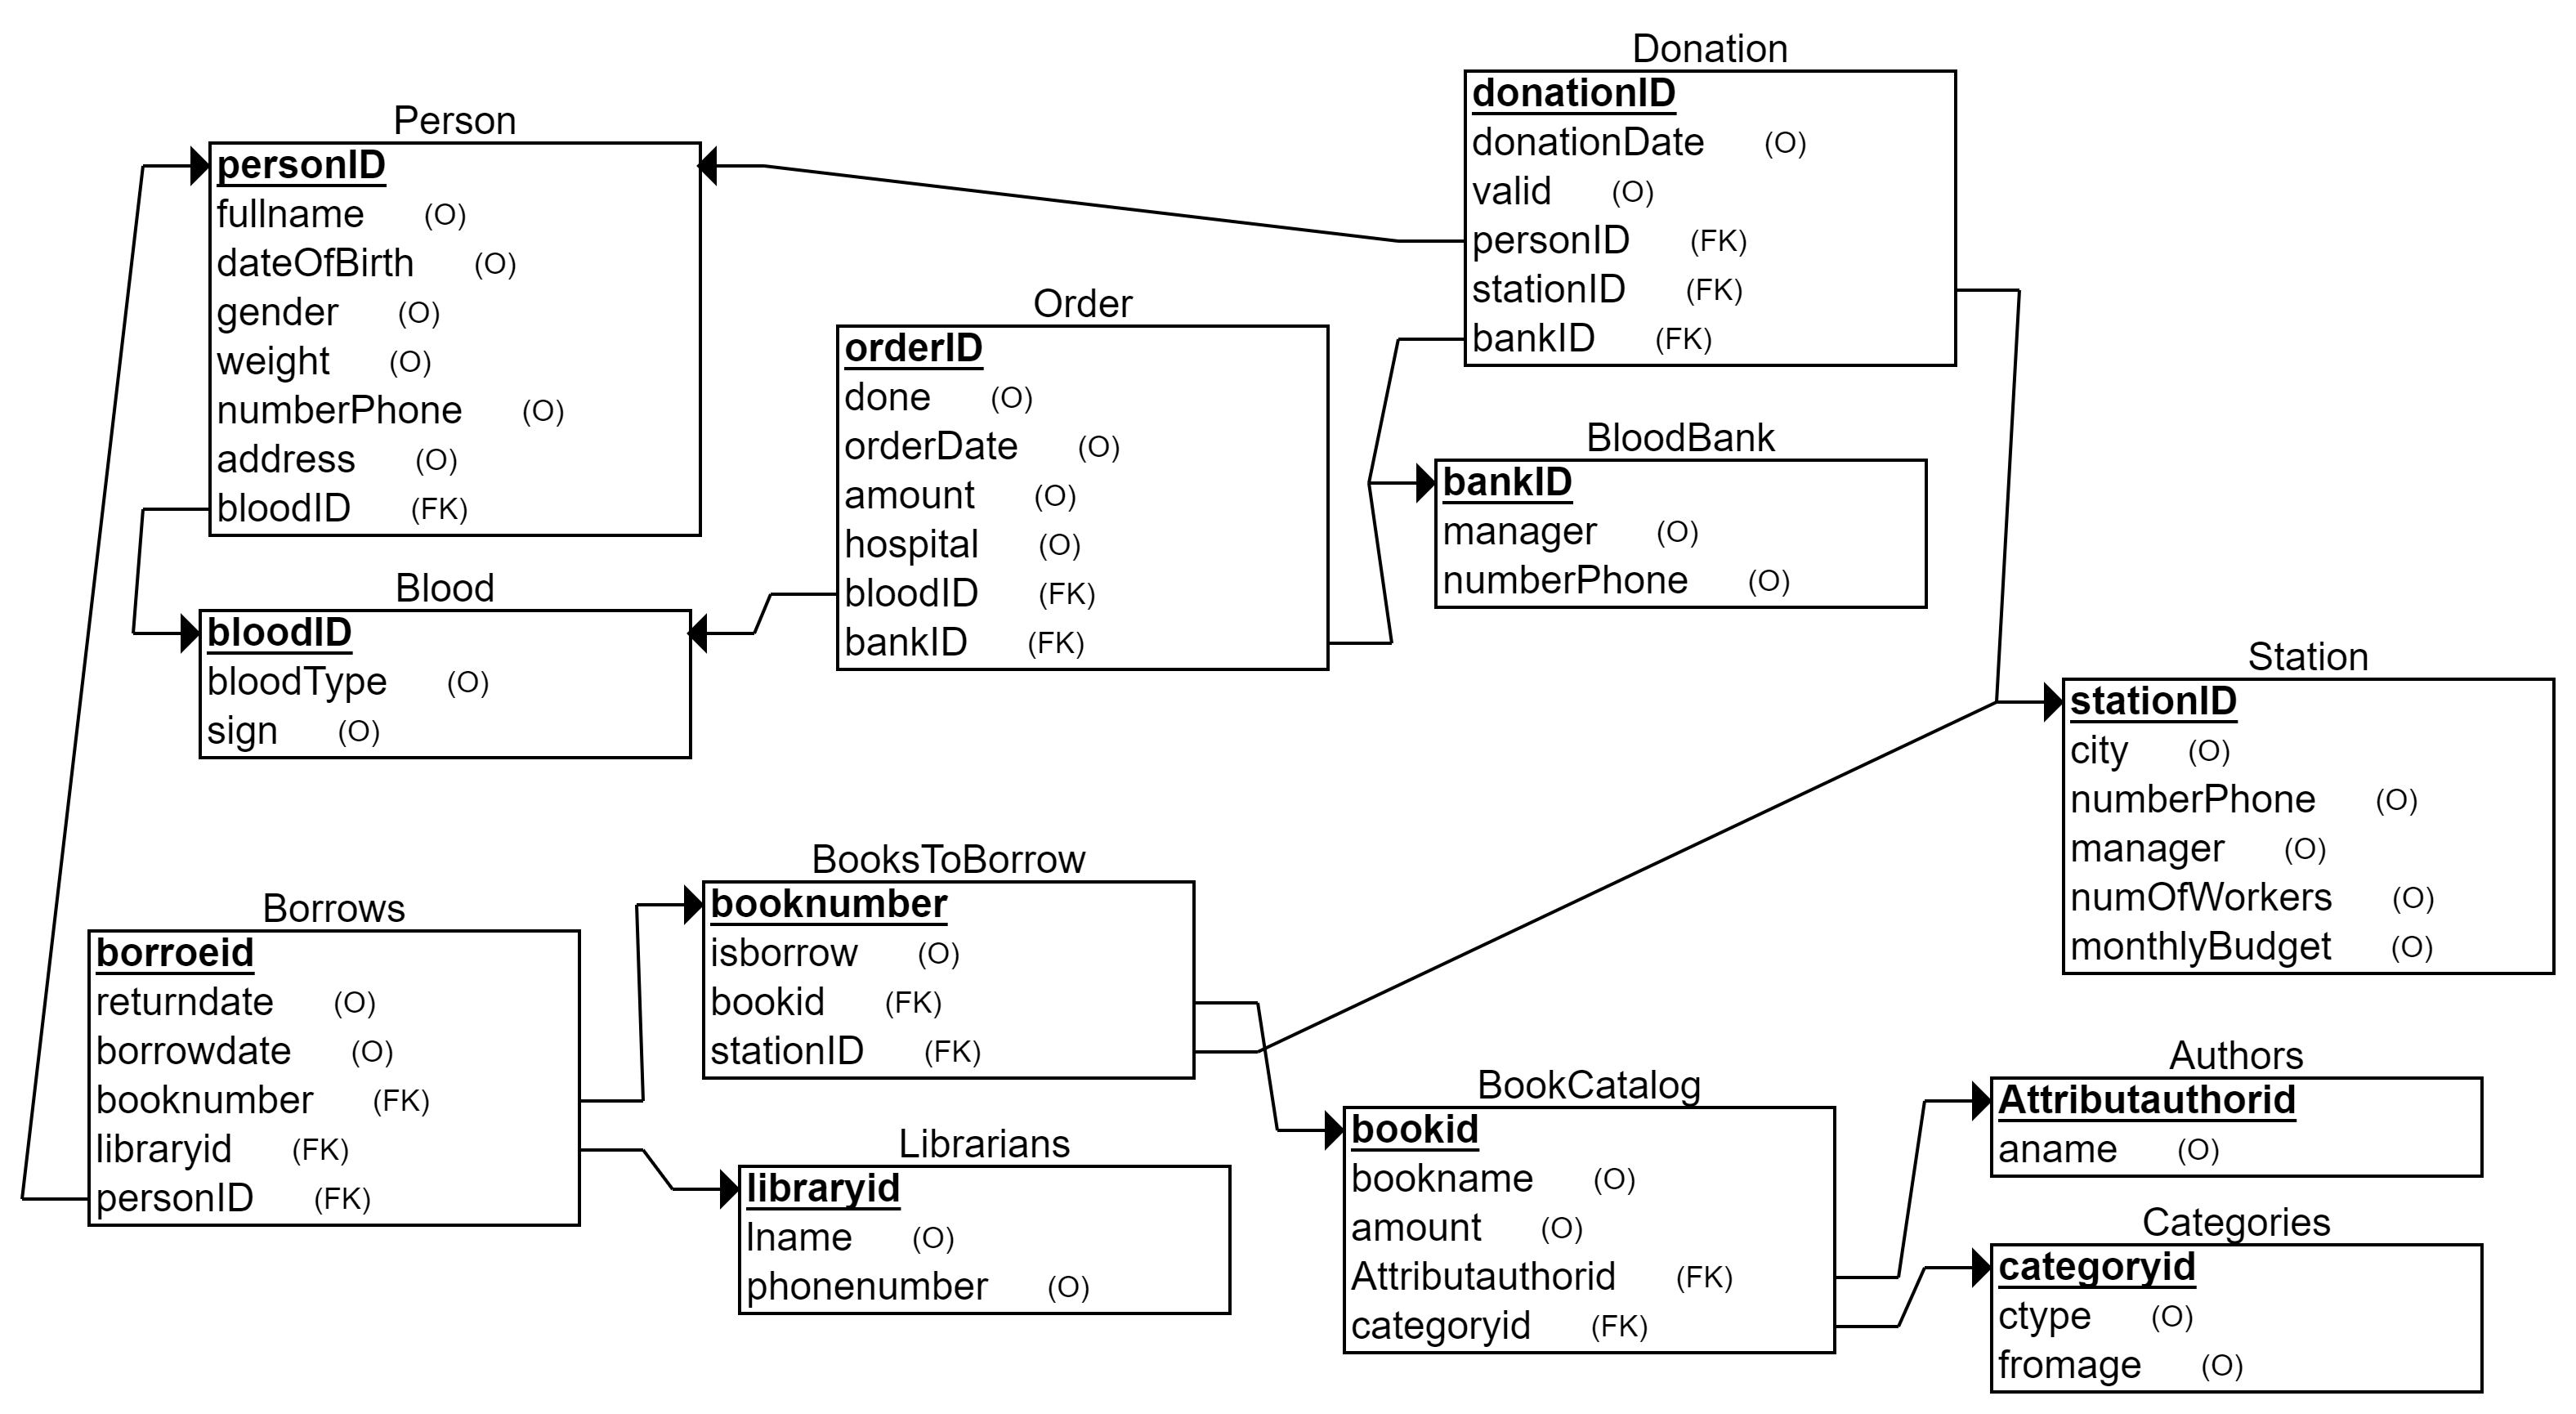 Person
personID
fullname (O)
dateOfBirth (O)
gender (O)
weight (O)
numberPhone (O)
address (O)
bloodID (FK)
Blood
bloodID
bloodType (O)
sign (O)
Order
orderID
done (O)
orderDate (O)
amount (O)
hospital (O)
bloodID (FK)
bankID (FK)
Donation
donationID
donationDate (O)
valid (O)
personID (FK)
stationID (FK)
bankID (FK)
BloodBank
bankID
manager (O)
numberPhone (O)
Station
stationID
city (O)
numberPhone (O)
manager (O)
numOfWorkers (O)
monthlyBudget (O)
Borrows
borroeid
returndate (O)
borrowdate (O)
booknumber (FK)
libraryid (FK)
personID (FK)
BooksToBorrow
booknumber
isborrow (O)
bookid (FK)
stationID (FK)
Librarians
libraryid
lname (O)
phonenumber (O)
BookCatalog
bookid
bookname (O)
amount (O)
Attributauthorid (FK)
categoryid (FK)
Authors
Attributauthorid
aname (O)
Categories
categoryid
ctype (O)
fromage (O)